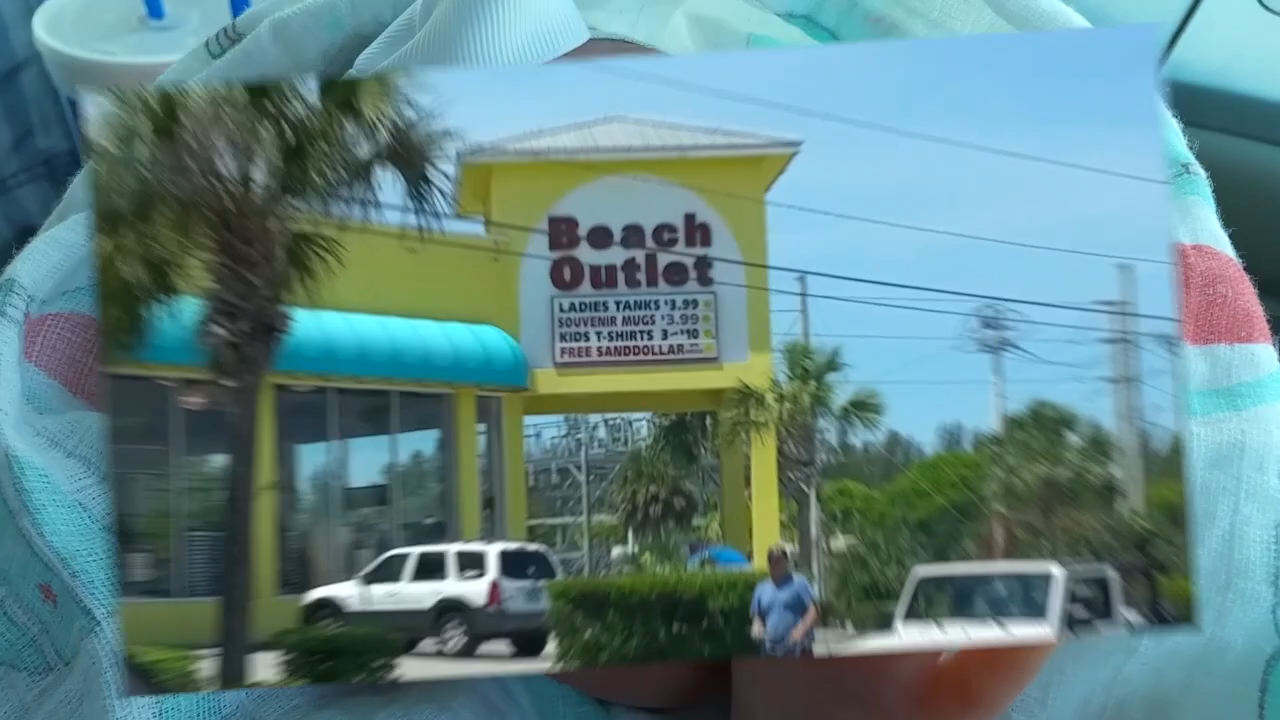 Beach
Outlet
LADIES TANKS $3.99
SOUVENIR MUGS $3.99
KIDS T-SHIRTS 3-$10
FREE SANDDOLLAR